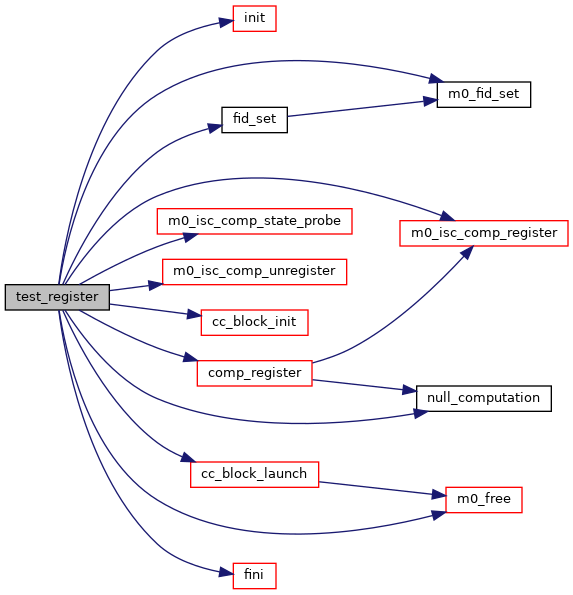 init
m0_fid_set
fid_set
m0_isc_comp_state_probe
m0_isc_comp_register
m0_isc_comp_unregister
test_register
cc_block_init
comp_register
null_computation
cc_block_launch
m0_free
fini